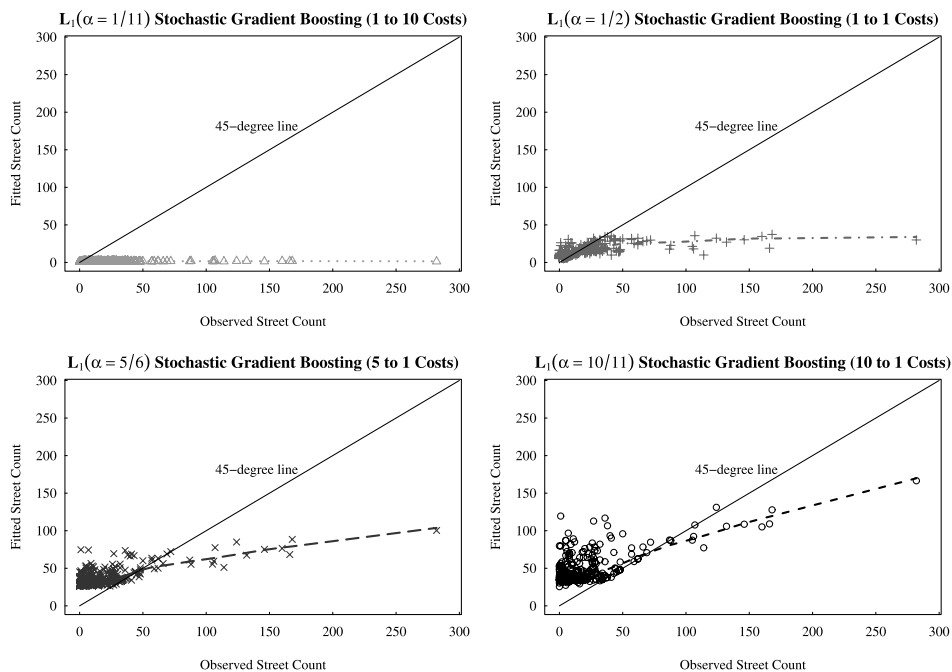 L₁(α = 1/11) Stochastic Gradient Boosting (1 to 10 Costs)
300
250
200
150
100
50
0
Fitted Street Count
45−degree line
0 50 100 150 200 250 300
Observed Street Count
L₁(α = 1/2) Stochastic Gradient Boosting (1 to 1 Costs)
300
250
200
150
100
50
0
Fitted Street Count
45−degree line
0 50 100 150 200 250 300
Observed Street Count
L₁(α = 5/6) Stochastic Gradient Boosting (5 to 1 Costs)
300
250
200
150
100
50
0
Fitted Street Count
45−degree line
0 50 100 150 200 250 300
Observed Street Count
L₁(α = 10/11) Stochastic Gradient Boosting (10 to 1 Costs)
300
250
200
150
100
50
0
Fitted Street Count
45−degree line
0 50 100 150 200 250 300
Observed Street Count